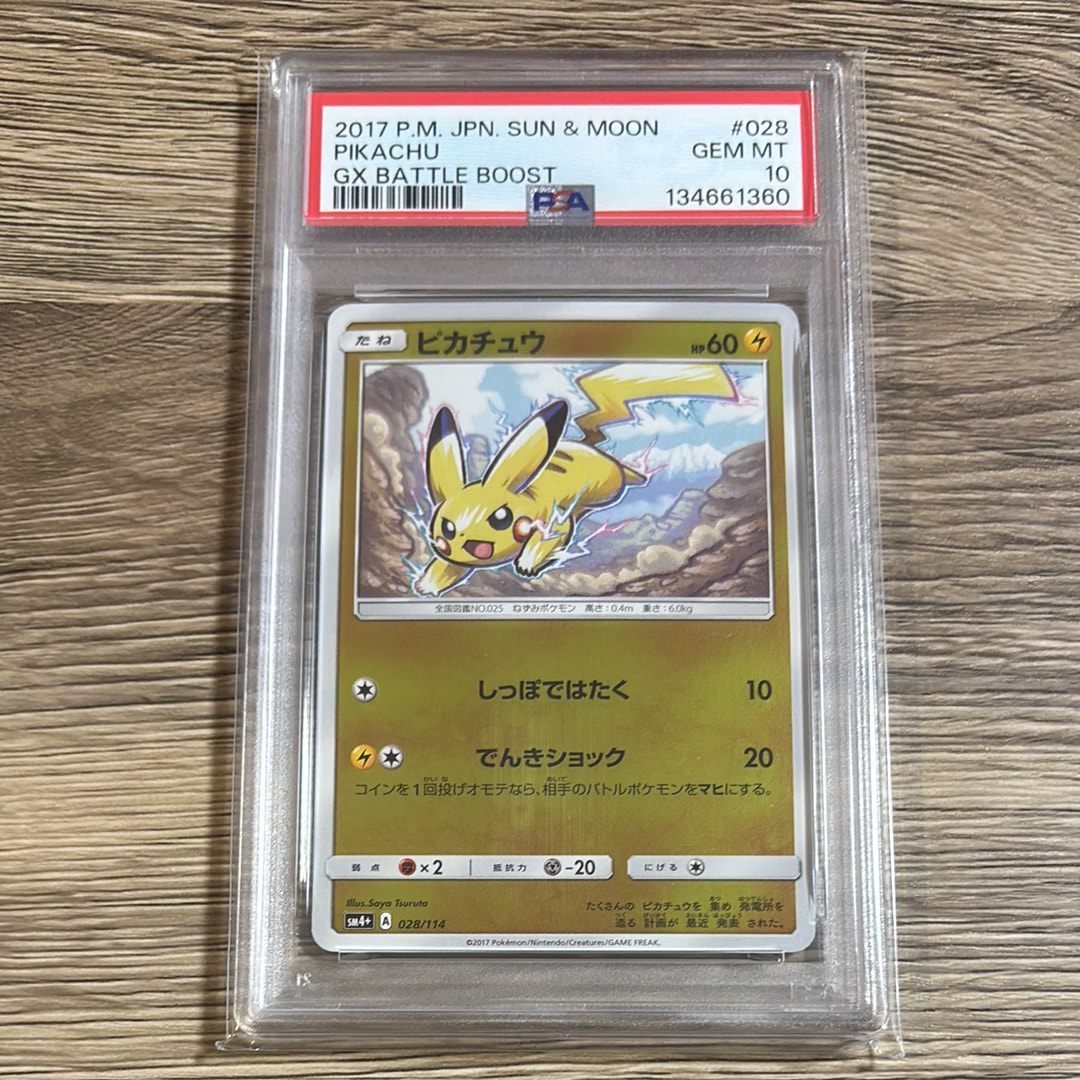 2017 P.M. JPN. SUN & MOON #028
PIKACHU GEM MT
GX BATTLE BOOST 10
PSA 134661360
たね ピカチュウ HP60
全国図鑑NO.025 ねずみポケモン 高さ:0.4m 重さ:6.0kg
しっぽではたく 10
でんきショック 20
コインを1回投げオモテなら、相手のバトルポケモンをマヒにする。
弱点 ×2 抵抗力 -20 にげる
Illus.Saya Tsuruta
たくさんの ピカチュウを 集め 発電所を
造る 計画が 最近 発表 された。
SM4+ A 028/114
©2017 Pokémon/Nintendo/Creatures/GAME FREAK.